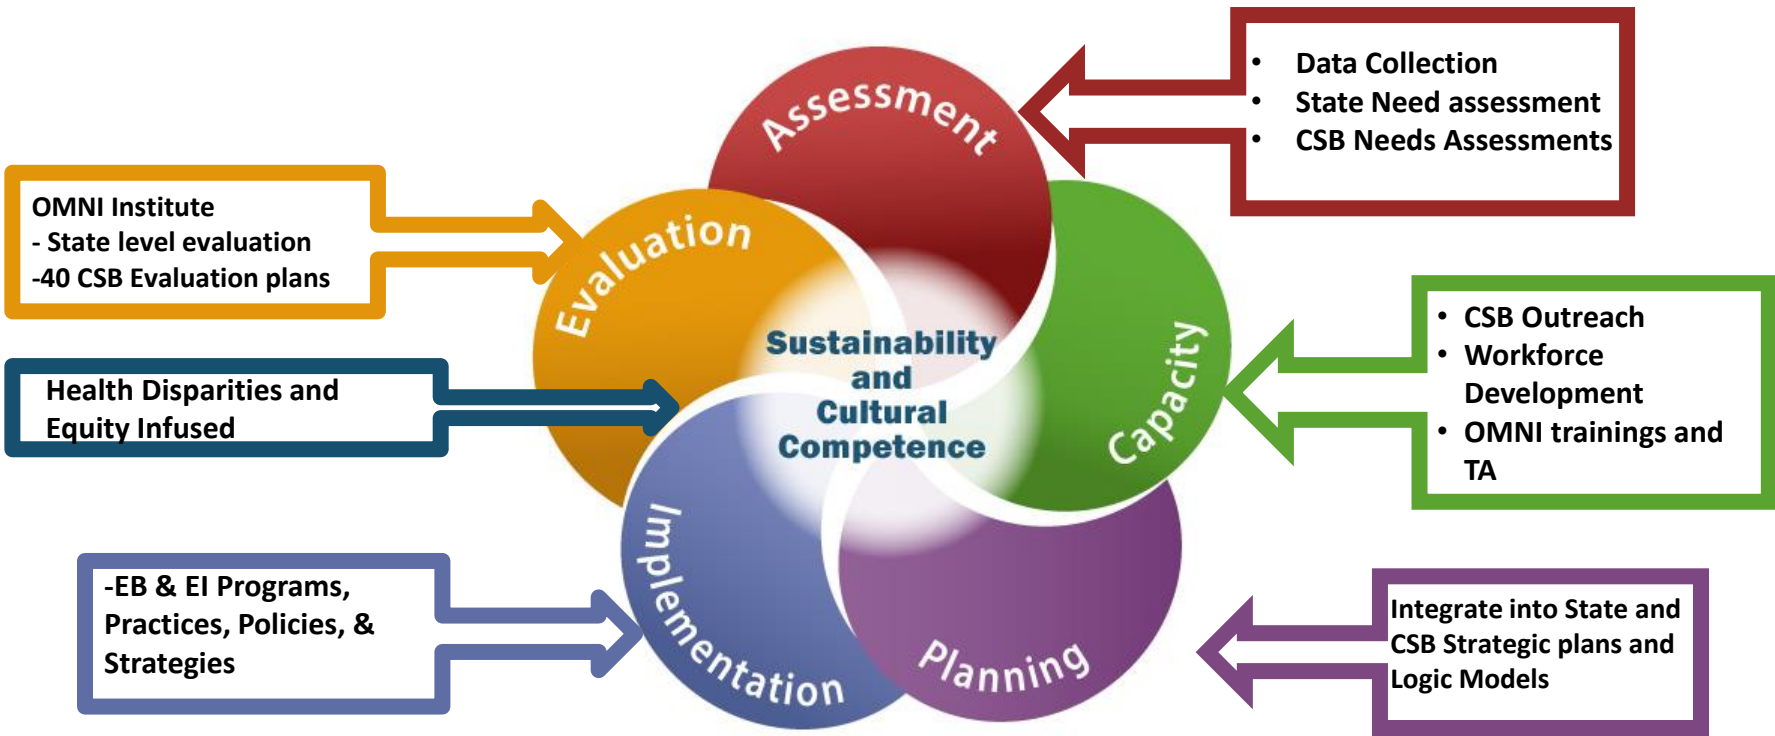 Assessment
• Data Collection
• State Need assessment
• CSB Needs Assessments
OMNI Institute
- State level evaluation
-40 CSB Evaluation plans
Evaluation
Health Disparities and
Equity Infused
Sustainability
and
Cultural
Competence
Capacity
• CSB Outreach
• Workforce
Development
• OMNI trainings and
TA
-EB & EI Programs,
Practices, Policies, &
Strategies
Implementation
Planning
Integrate into State and
CSB Strategic plans and
Logic Models